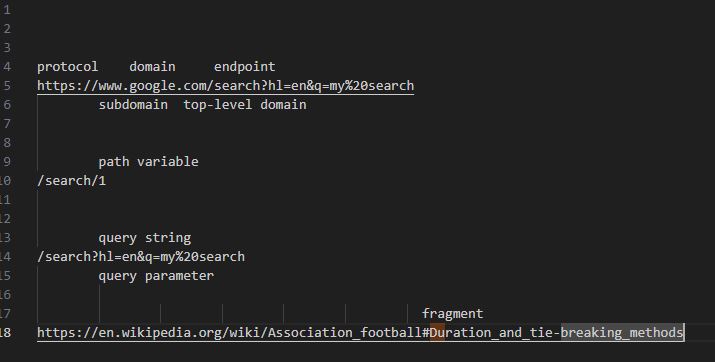 1
2
3
4 protocol domain endpoint
5 https://www.google.com/search?hl=en&q=my%20search
6 subdomain top-level domain
7
8
9 path variable
10 /search/1
11
12
13 query string
14 /search?hl=en&q=my%20search
15 query parameter
16
17 fragment
18 https://en.wikipedia.org/wiki/Association_football#Duration_and_tie-breaking_methods